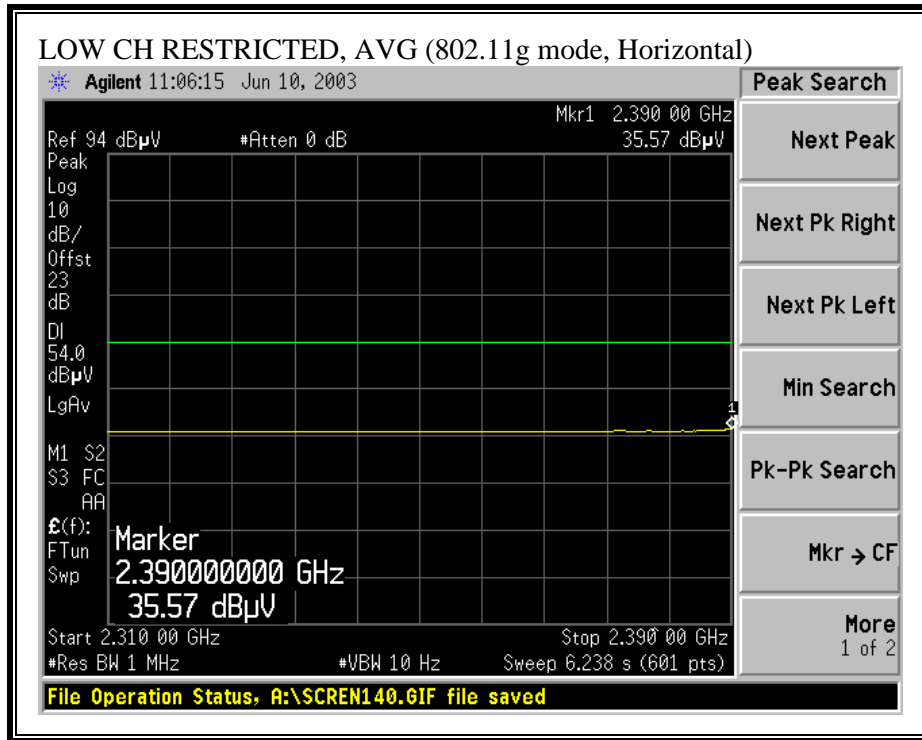 LOW CH RESTRICTED, AVG (802.11g mode, Horizontal)
Agilent 11:06:15 Jun 10, 2003
Peak Search
Mkr1 2.390 00 GHz
Ref 94 dBµV #Atten 0 dB 35.57 dBµV
Peak
Log
10
dB/
Offst
23
dB
DI
54.0
dBµV
LgAv
M1 S2
S3 FC
AA
£(f):
FTun
Swp
1
Marker
2.390000000 GHz
35.57 dBµV
Start 2.310 00 GHz Stop 2.390 00 GHz
#Res BW 1 MHz #VBW 10 Hz Sweep 6.238 s (601 pts)
File Operation Status, A:\SCREN140.GIF file saved
Next Peak
Next Pk Right
Next Pk Left
Min Search
Pk-Pk Search
Mkr → CF
More
1 of 2